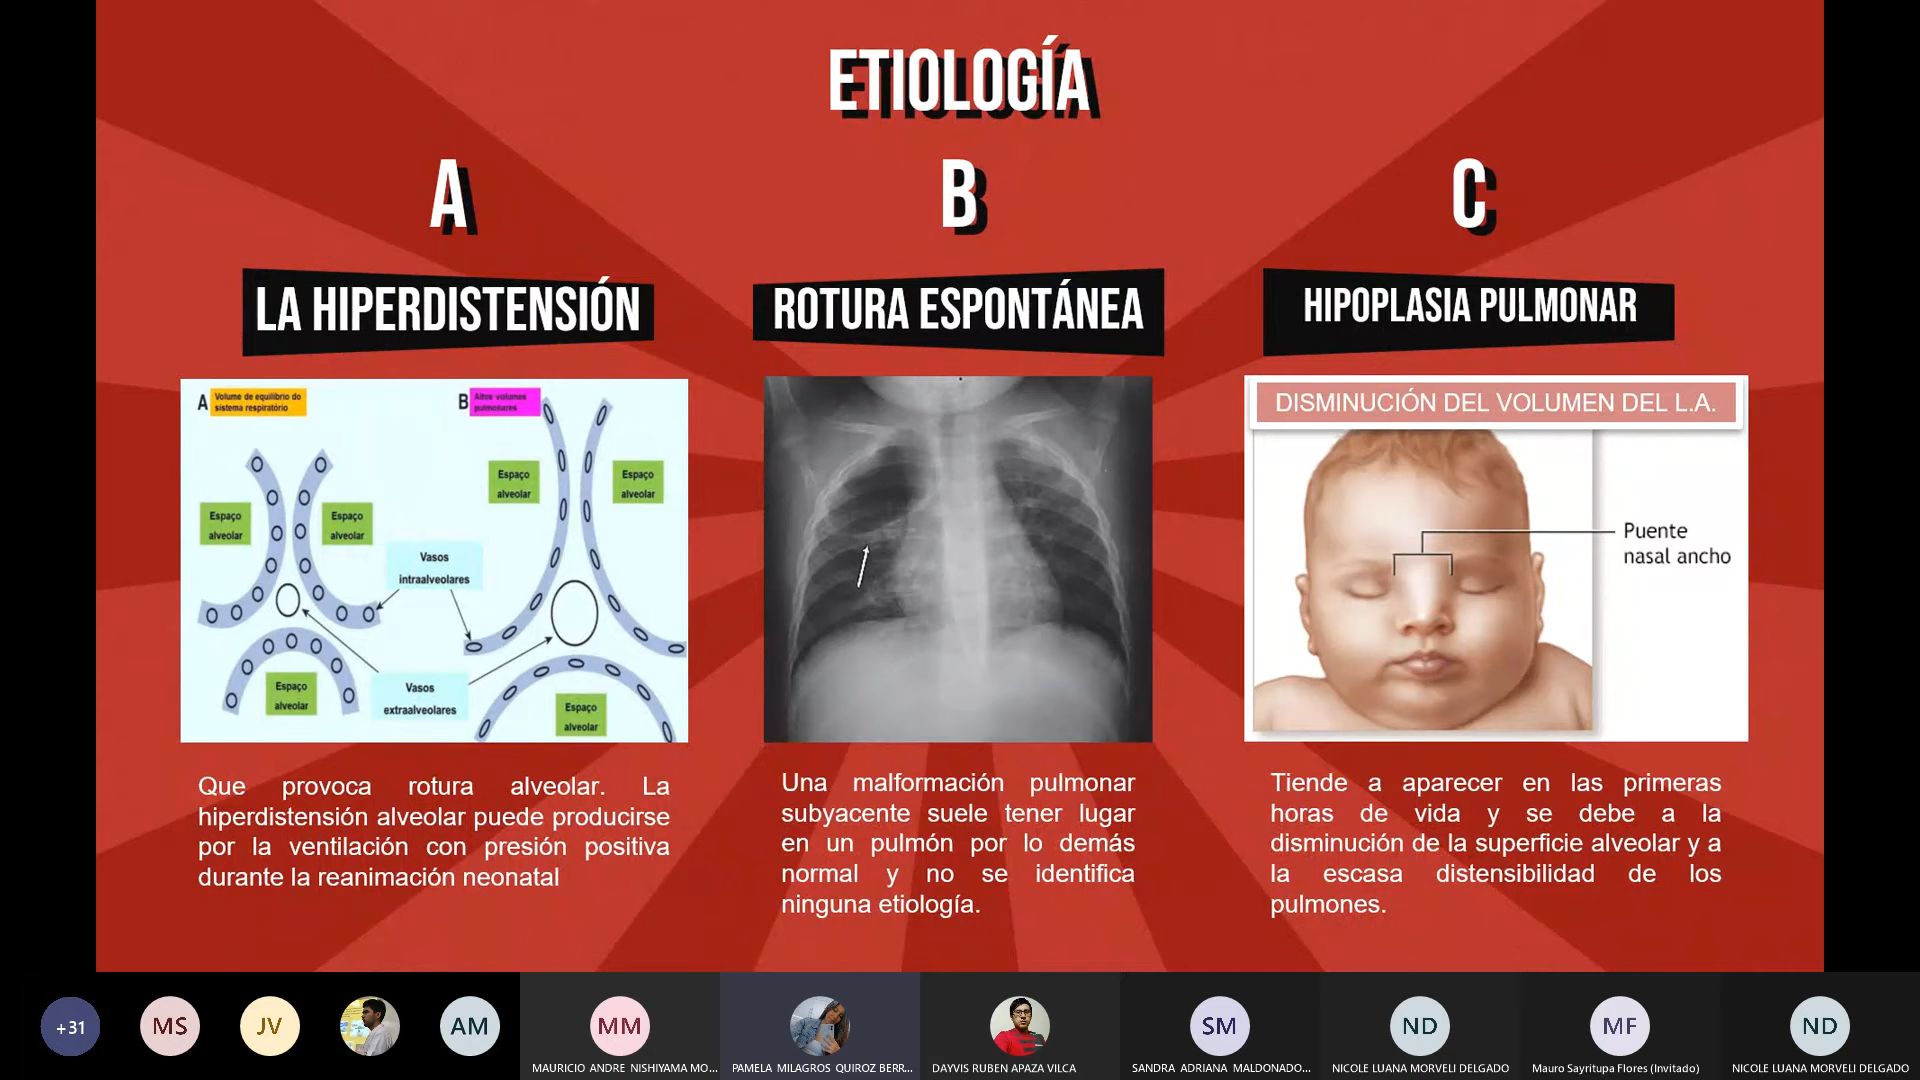 ETIOLOGÍA
A
B
C
LA HIPERDISTENSIÓN
ROTURA ESPONTÁNEA
HIPOPLASIA PULMONAR
A
Volume de equilíbrio do
sistema respiratório
B
Altos volumes
pulmonares
Espaço
alveolar
Espaço
alveolar
Espaço
alveolar
Espaço
alveolar
Vasos
intraalveolares
Vasos
extraalveolares
Espaço
alveolar
Espaço
alveolar
DISMINUCIÓN DEL VOLUMEN DEL L.A.
Puente
nasal ancho
Que provoca rotura alveolar. La
hiperdistensión alveolar puede producirse
por la ventilación con presión positiva
durante la reanimación neonatal
Una malformación pulmonar
subyacente suele tener lugar
en un pulmón por lo demás
normal y no se identifica
ninguna etiología.
Tiende a aparecer en las primeras
horas de vida y se debe a la
disminución de la superficie alveolar y a
la escasa distensibilidad de los
pulmones.
+31
MS
JV
AM
MM
SM
ND
MF
ND
MAURICIO ANDRE NISHIYAMA MO...
PAMELA MILAGROS QUIROZ BERR...
DAYVIS RUBEN APAZA VILCA
SANDRA ADRIANA MALDONADO...
NICOLE LUANA MORVELI DELGADO
Mauro Sayritupa Flores (Invitado)
NICOLE LUANA MORVELI DELGADO